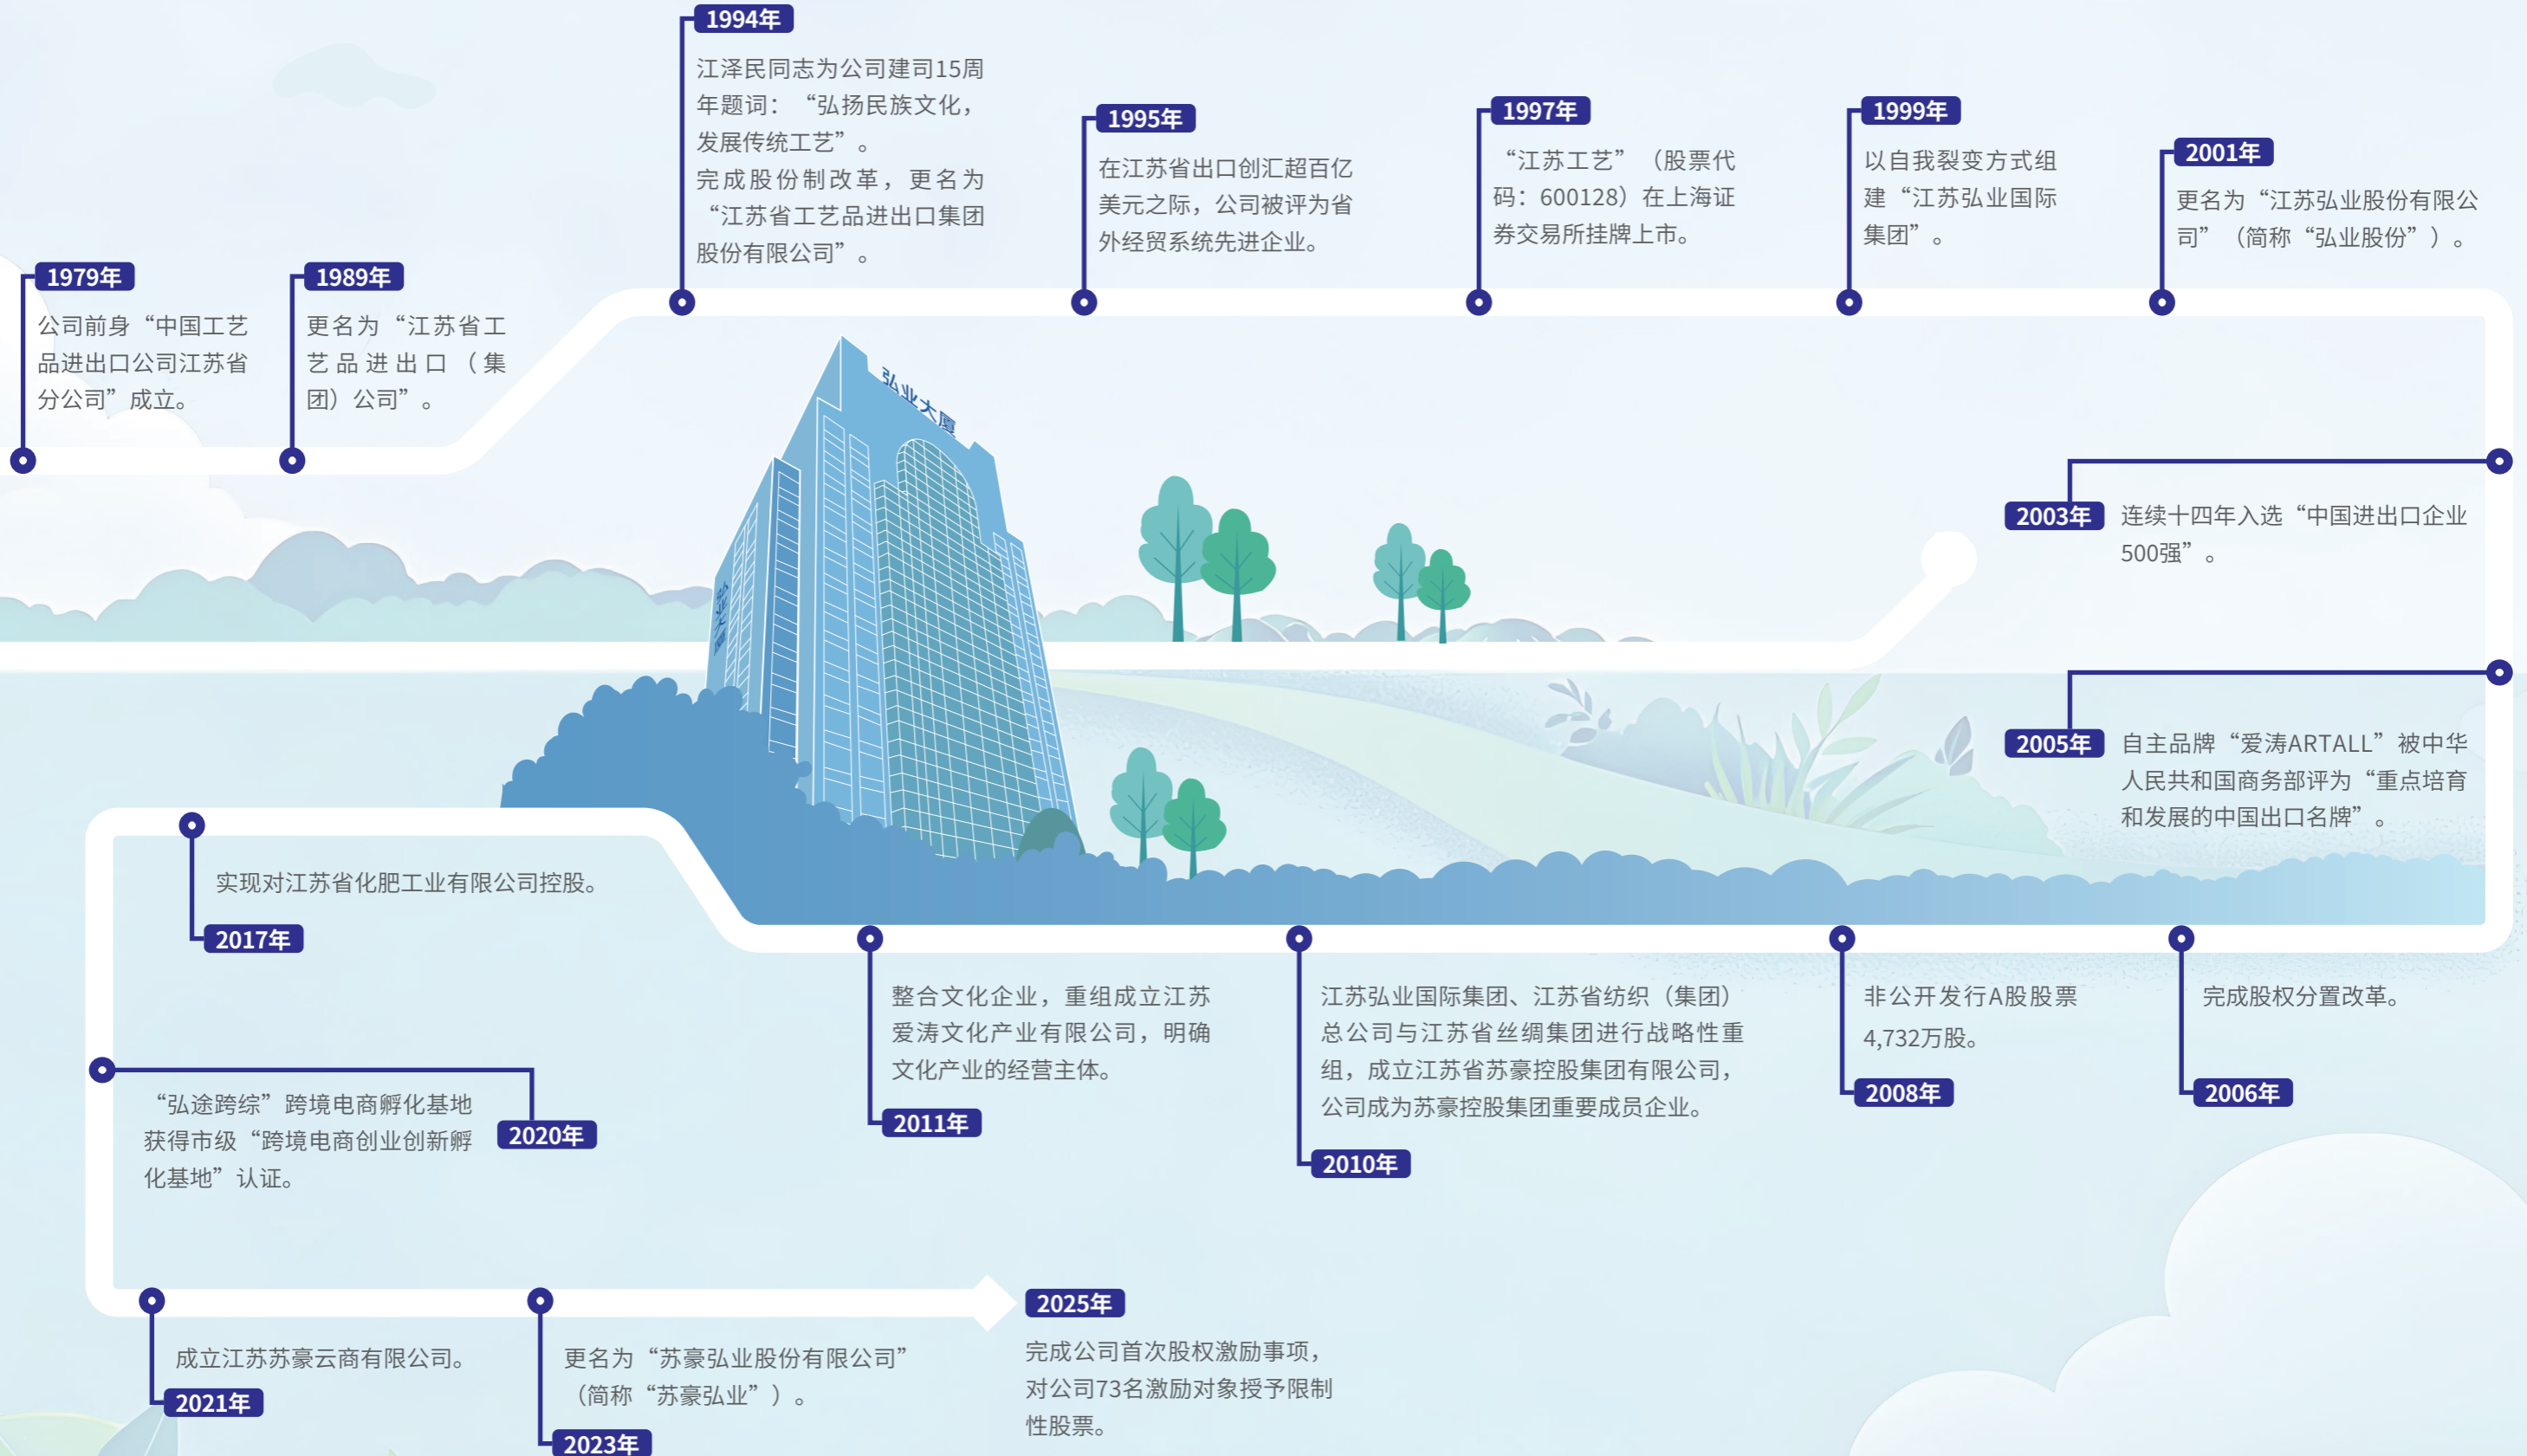 1979年
公司前身“中国工艺
品进出口公司江苏省
分公司”成立。
1989年
更名为“江苏省工
艺品进出口（集
团）公司”。
1994年
江泽民同志为公司建司15周
年题词：“弘扬民族文化，
发展传统工艺”。
完成股份制改革，更名为
“江苏省工艺品进出口集团
股份有限公司”。
1995年
在江苏省出口创汇超百亿
美元之际，公司被评为省
外经贸系统先进企业。
1997年
“江苏工艺”（股票代
码：600128）在上海证
券交易所挂牌上市。
1999年
以自我裂变方式组
建“江苏弘业国际
集团”。
2001年
更名为“江苏弘业股份有限公
司”（简称“弘业股份”）。
2003年
连续十四年入选“中国进出口企业
500强”。
2005年
自主品牌“爱涛ARTALL”被中华
人民共和国商务部评为“重点培育
和发展的中国出口名牌”。
弘业大厦
弘业大厦
完成股权分置改革。
2006年
非公开发行A股股票
4,732万股。
2008年
江苏弘业国际集团、江苏省纺织（集团）
总公司与江苏省丝绸集团进行战略性重
组，成立江苏省苏豪控股集团有限公司，
公司成为苏豪控股集团重要成员企业。
2010年
整合文化企业，重组成立江苏
爱涛文化产业有限公司，明确
文化产业的经营主体。
2011年
实现对江苏省化肥工业有限公司控股。
2017年
“弘途跨综”跨境电商孵化基地
获得市级“跨境电商创业创新孵
化基地”认证。
2020年
成立江苏苏豪云商有限公司。
2021年
更名为“苏豪弘业股份有限公司”
（简称“苏豪弘业”）。
2023年
2025年
完成公司首次股权激励事项，
对公司73名激励对象授予限制
性股票。